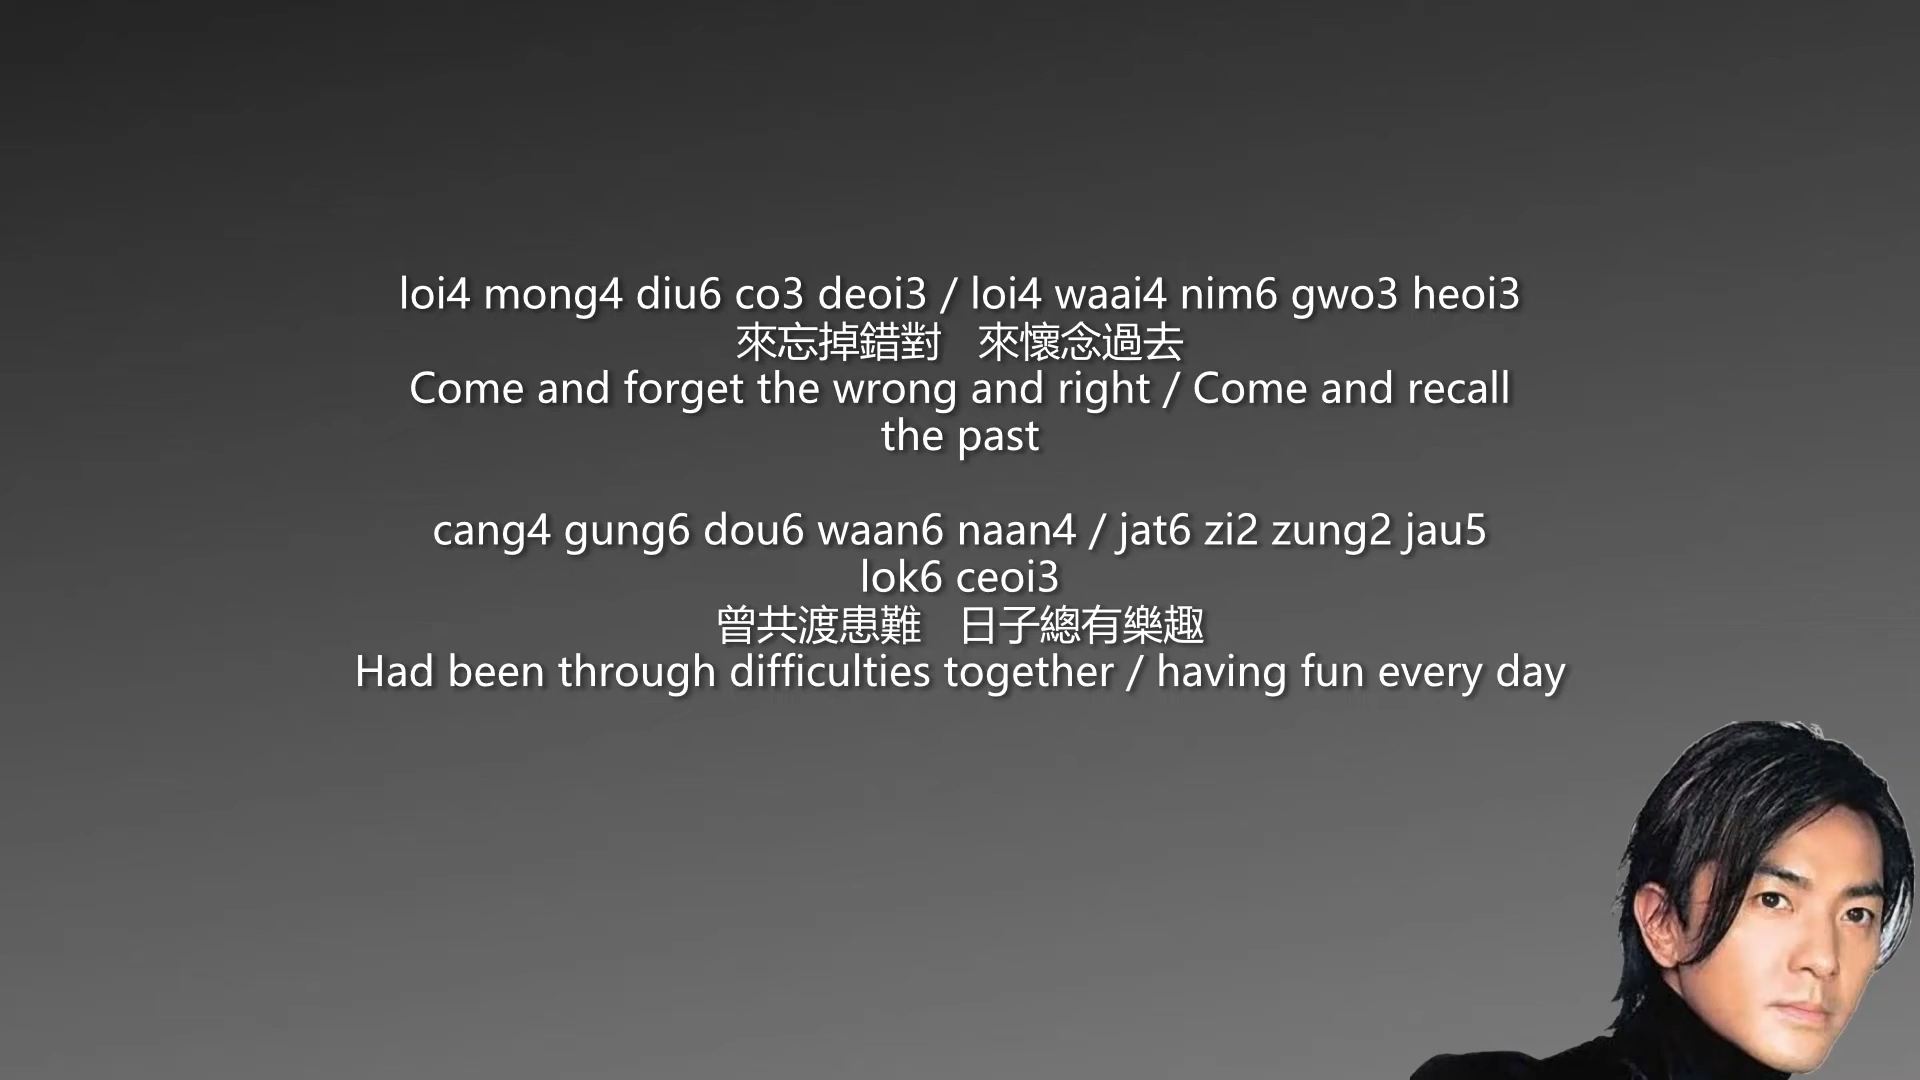 loi4 mong4 diu6 co3 deoi3 / loi4 waai4 nim6 gwo3 heoi3
來忘掉錯對　來懷念過去
Come and forget the wrong and right / Come and recall
the past
cang4 gung6 dou6 waan6 naan4 / jat6 zi2 zung2 jau5
lok6 ceoi3
曾共渡患難　日子總有樂趣
Had been through difficulties together / having fun every day